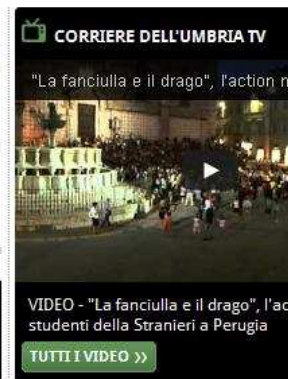 CORRIERE DELL'UMBRIA TV
"La fanciulla e il drago", l'action
VIDEO - "La fanciulla e il drago", l'
studenti della Stranieri a Perugia
TUTTI I VIDEO »